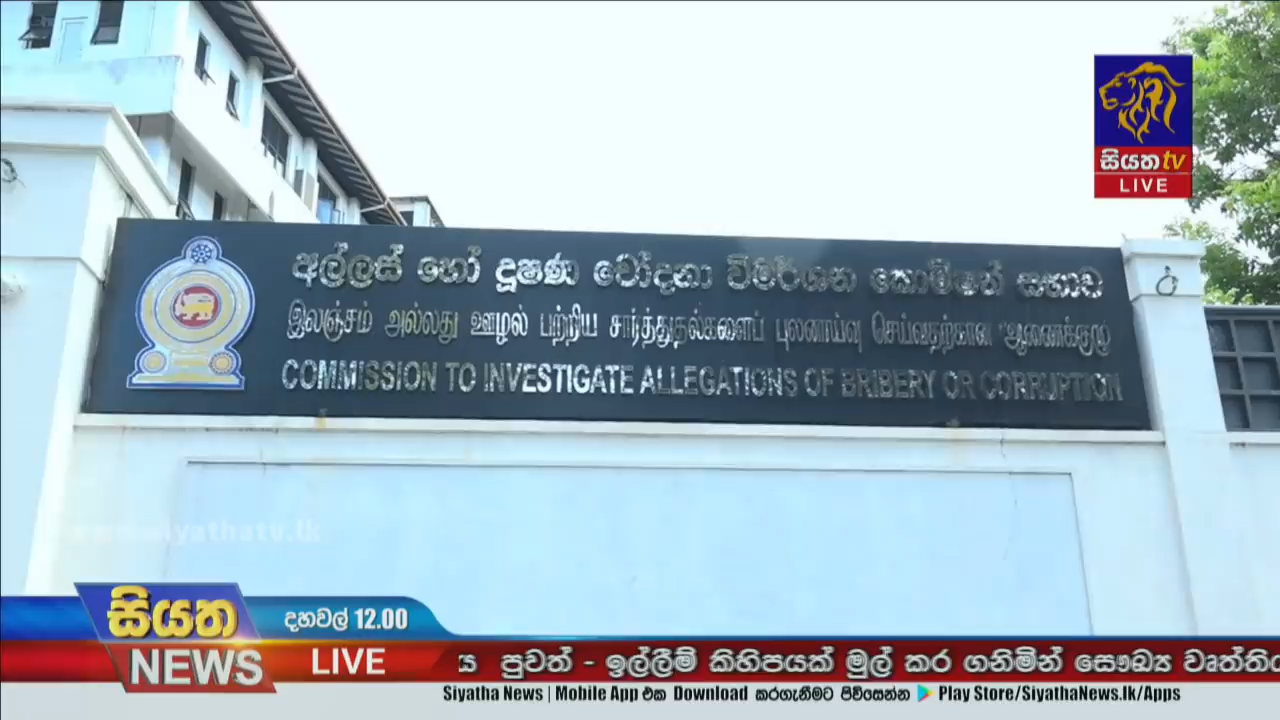 සියත tv
LIVE
අල්ලස් හෝ දූෂණ චෝදනා විමර්ශන කොමිෂන් සභාව
இலஞ்சம் அல்லது ஊழல் பற்றிய சார்த்துதல்களைப் புலனாய்வு செய்வதற்கான ஆணைக்குழு
COMMISSION TO INVESTIGATE ALLEGATIONS OF BRIBERY OR CORRUPTION
සියත
දහවල් 12.00
NEWS
LIVE
ය පුවත් - ඉල්ලීම් කිහිපයක් මුල් කර ගනිමින් සෞඛ්‍ය වෘත්ති
Siyatha News | Mobile App එක Download කරගැනීමට පිවිසෙන්න Play Store/SiyathaNews.lk/Apps